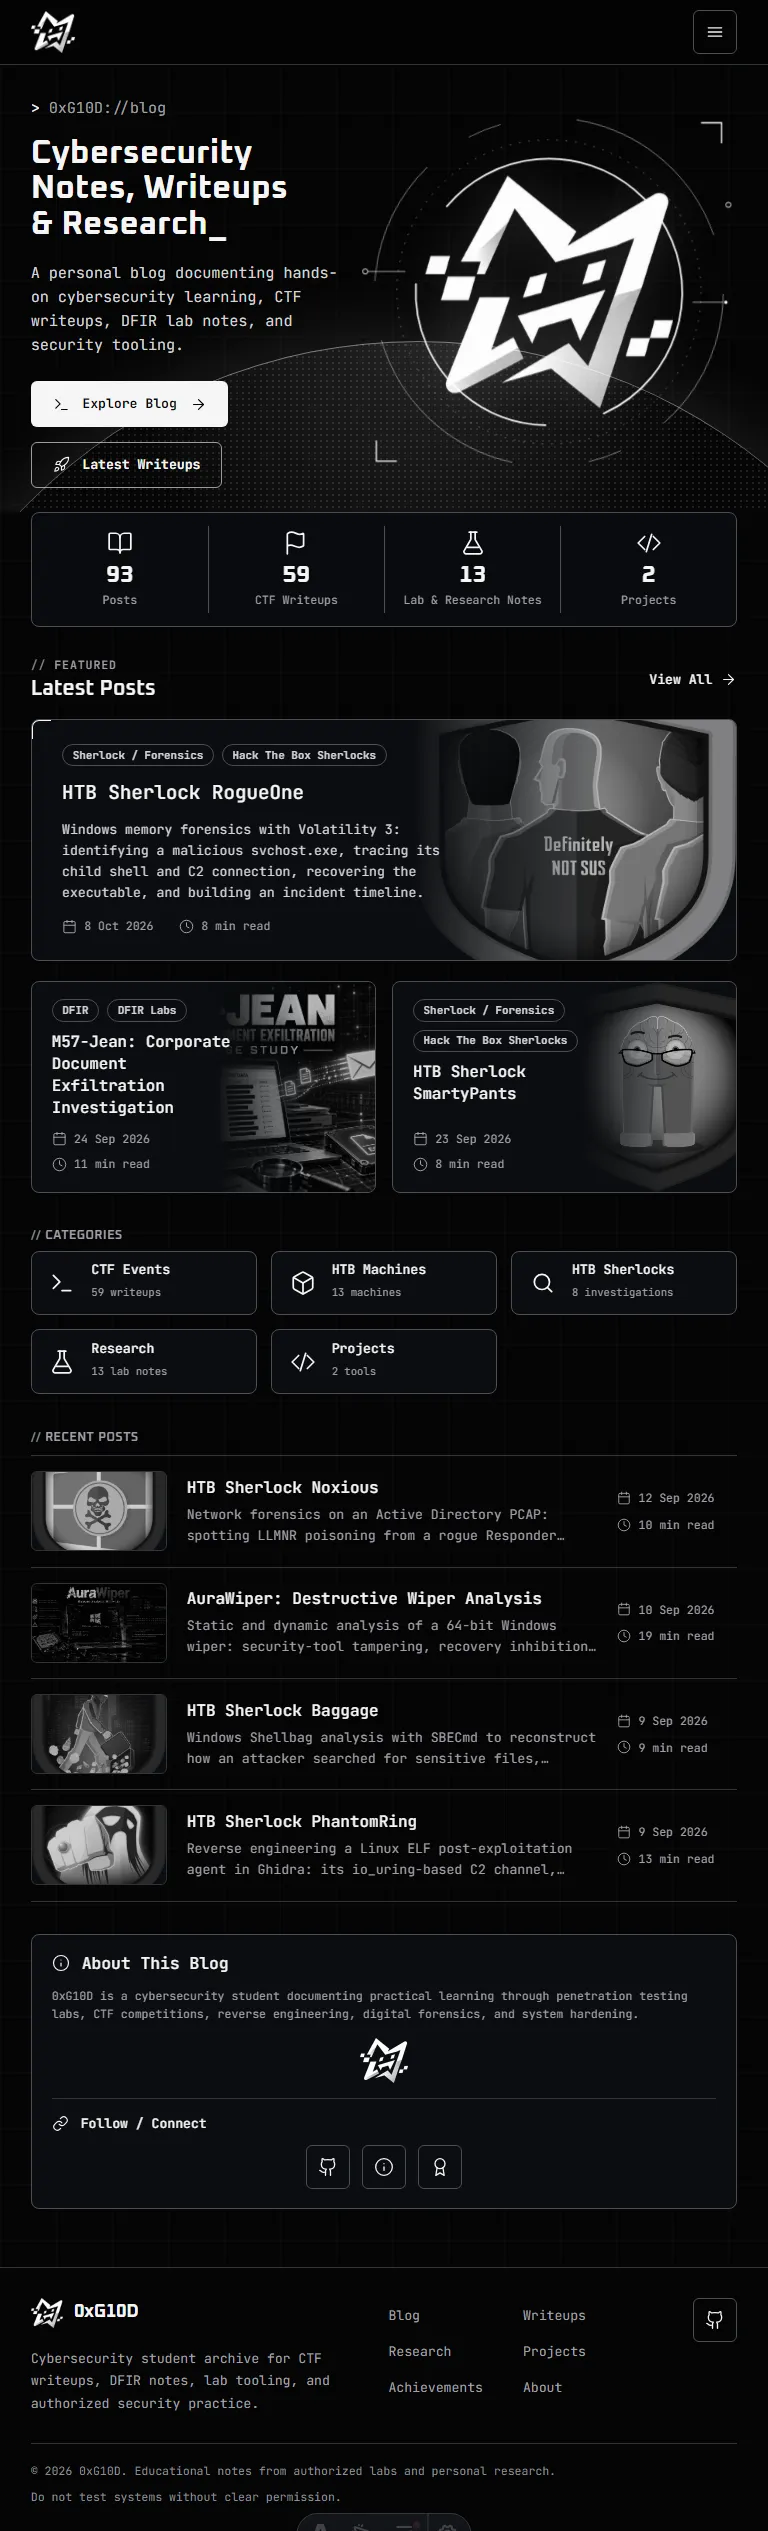 > 0xG10D://blog
Cybersecurity
Notes, Writeups
& Research_
A personal blog documenting hands-
on cybersecurity learning, CTF
writeups, DFIR lab notes, and
security tooling.
Explore Blog
Latest Writeups
93
Posts
59
CTF Writeups
13
Lab & Research Notes
2
Projects
// FEATURED
Latest Posts
View All
Sherlock / Forensics
Hack The Box Sherlocks
HTB Sherlock RogueOne
Windows memory forensics with Volatility 3:
identifying a malicious svchost.exe, tracing its
child shell and C2 connection, recovering the
executable, and building an incident timeline.
8 Oct 2026
8 min read
Definitely
NOT SUS
DFIR
DFIR Labs
M57-Jean: Corporate
Document
Exfiltration
Investigation
24 Sep 2026
11 min read
JEAN
EXFILTRATION
STUDY
Sherlock / Forensics
Hack The Box Sherlocks
HTB Sherlock
SmartyPants
23 Sep 2026
8 min read
// CATEGORIES
CTF Events
59 writeups
HTB Machines
13 machines
HTB Sherlocks
8 investigations
Research
13 lab notes
Projects
2 tools
// RECENT POSTS
HTB Sherlock Noxious
Network forensics on an Active Directory PCAP:
spotting LLMNR poisoning from a rogue Responder…
12 Sep 2026
10 min read
AuraWiper
AuraWiper: Destructive Wiper Analysis
Static and dynamic analysis of a 64-bit Windows
wiper: security-tool tampering, recovery inhibition…
10 Sep 2026
19 min read
HTB Sherlock Baggage
Windows Shellbag analysis with SBECmd to reconstruct
how an attacker searched for sensitive files,…
9 Sep 2026
9 min read
HTB Sherlock PhantomRing
Reverse engineering a Linux ELF post-exploitation
agent in Ghidra: its io_uring-based C2 channel,…
9 Sep 2026
13 min read
About This Blog
0xG10D is a cybersecurity student documenting practical learning through penetration testing
labs, CTF competitions, reverse engineering, digital forensics, and system hardening.
Follow / Connect
0xG10D
Cybersecurity student archive for CTF
writeups, DFIR notes, lab tooling, and
authorized security practice.
Blog
Writeups
Research
Projects
Achievements
About
© 2026 0xG10D. Educational notes from authorized labs and personal research.
Do not test systems without clear permission.